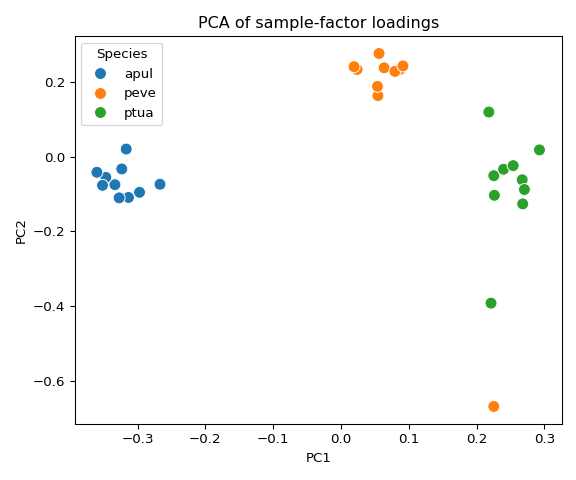 PCA of sample-factor loadings
Species
apul
peve
ptua
PC2
0.2
0.0
−0.2
−0.4
−0.6
−0.3
−0.2
−0.1
0.0
0.1
0.2
0.3
PC1